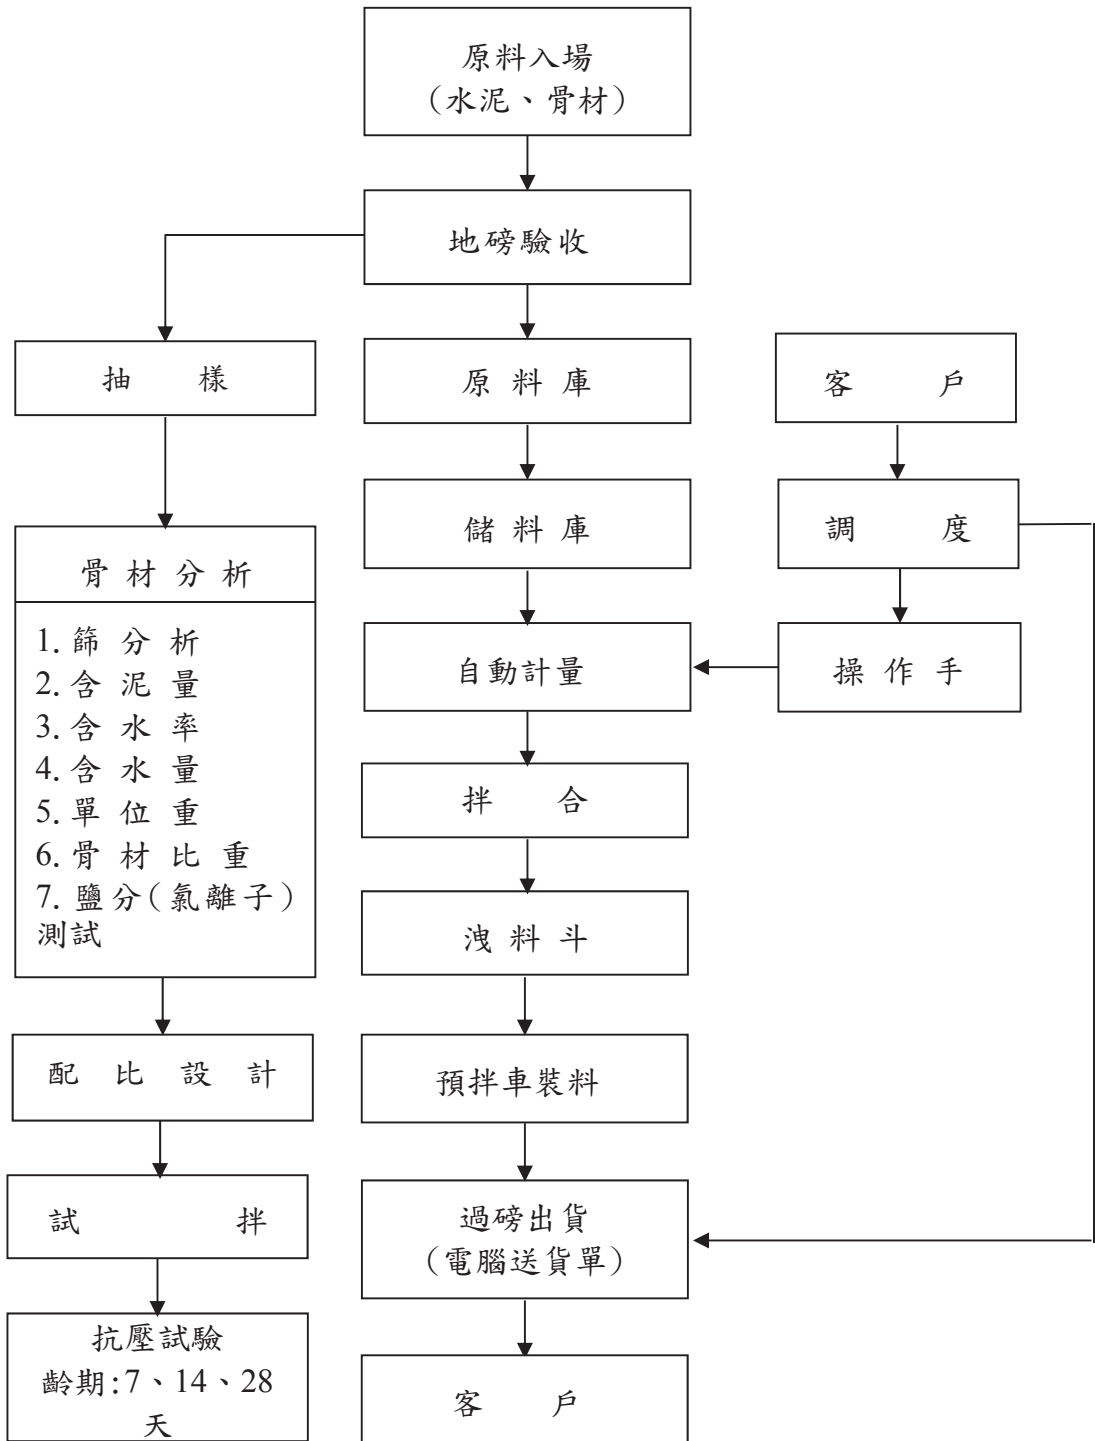 原料入場
（水泥、骨材）
地磅驗收
抽樣
原料庫
客戶
儲料庫
調度
骨材分析
1. 篩分析
2. 含泥量
3. 含水率
4. 含水量
5. 單位重
6. 骨材比重
7. 鹽分（氯離子）
測試
自動計量
操作手
拌合
洩料斗
配比設計
預拌車裝料
試拌
過磅出貨
（電腦送貨單）
抗壓試驗
齡期:7、14、28
天
客戶